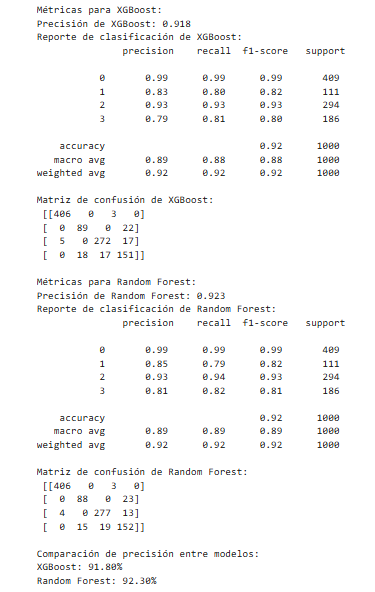 Métricas para XGBoost:
Precisión de XGBoost: 0.918
Reporte de clasificación de XGBoost:
              precision    recall  f1-score   support

           0       0.99      0.99      0.99       409
           1       0.83      0.80      0.82       111
           2       0.93      0.93      0.93       294
           3       0.79      0.81      0.80       186

    accuracy                           0.92      1000
   macro avg       0.89      0.88      0.88      1000
weighted avg       0.92      0.92      0.92      1000

Matriz de confusión de XGBoost:
 [[406   0   3   0]
 [  0  89   0  22]
 [  5   0 272  17]
 [  0  18  17 151]]

Métricas para Random Forest:
Precisión de Random Forest: 0.923
Reporte de clasificación de Random Forest:
              precision    recall  f1-score   support

           0       0.99      0.99      0.99       409
           1       0.85      0.79      0.82       111
           2       0.93      0.94      0.93       294
           3       0.81      0.82      0.81       186

    accuracy                           0.92      1000
   macro avg       0.89      0.89      0.89      1000
weighted avg       0.92      0.92      0.92      1000

Matriz de confusión de Random Forest:
 [[406   0   3   0]
 [  0  88   0  23]
 [  4   0 277  13]
 [  0  15  19 152]]

Comparación de precisión entre modelos:
XGBoost: 91.80%
Random Forest: 92.30%